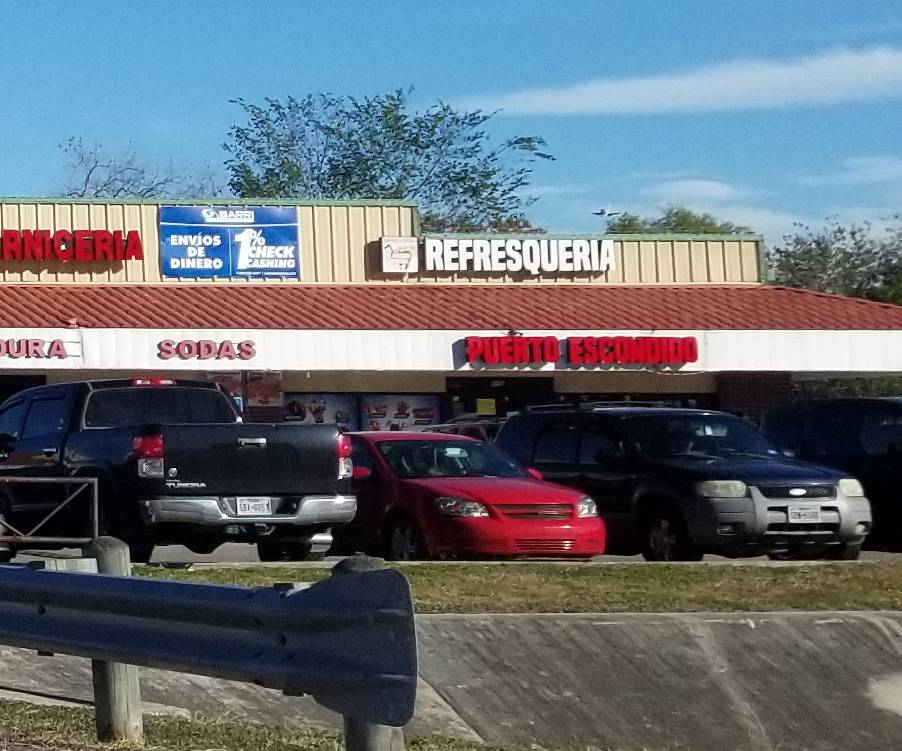 RNICERIA
BARRI
ENVÍOS
DE
DINERO
1%
CHECK
CASHING
REFRESQUERIA
DURA
SODAS
PUERTO ESCONDIDO
TUNDRA